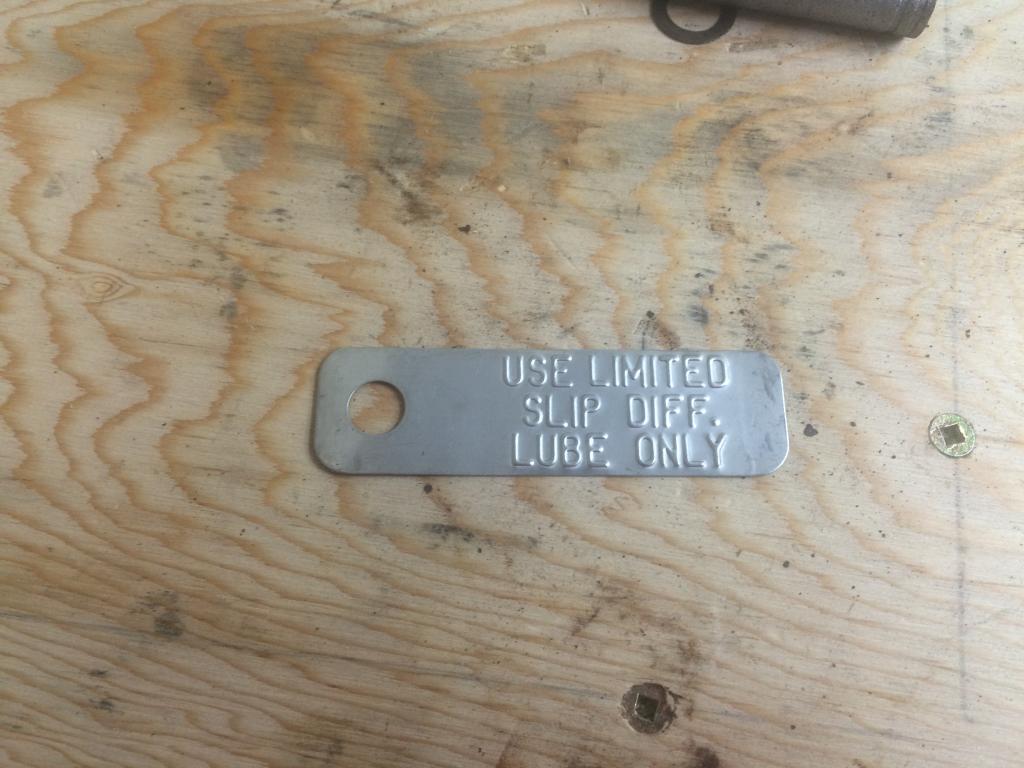 USE LIMITED
SLIP DIFF.
LUBE ONLY